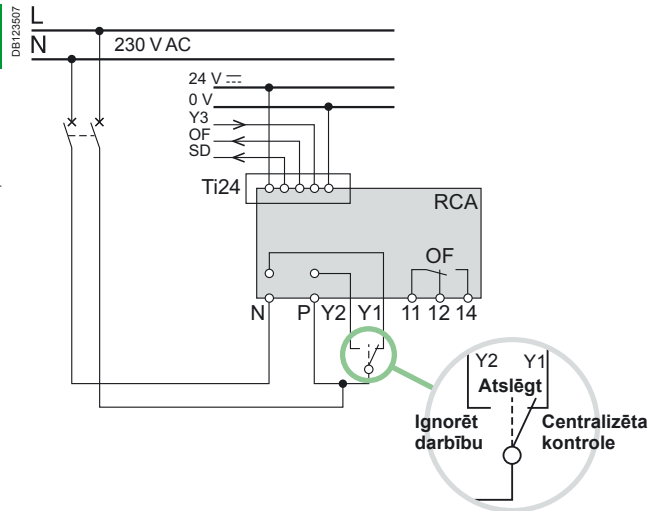 DB123507
L
N 230 V AC
24 V
0 V
Y3
OF
SD
Ti24
RCA
OF
N P Y2 Y1 11 12 14
Y2 Y1
Atslēgt
Ignorēt darbību
Centralizēta kontrole